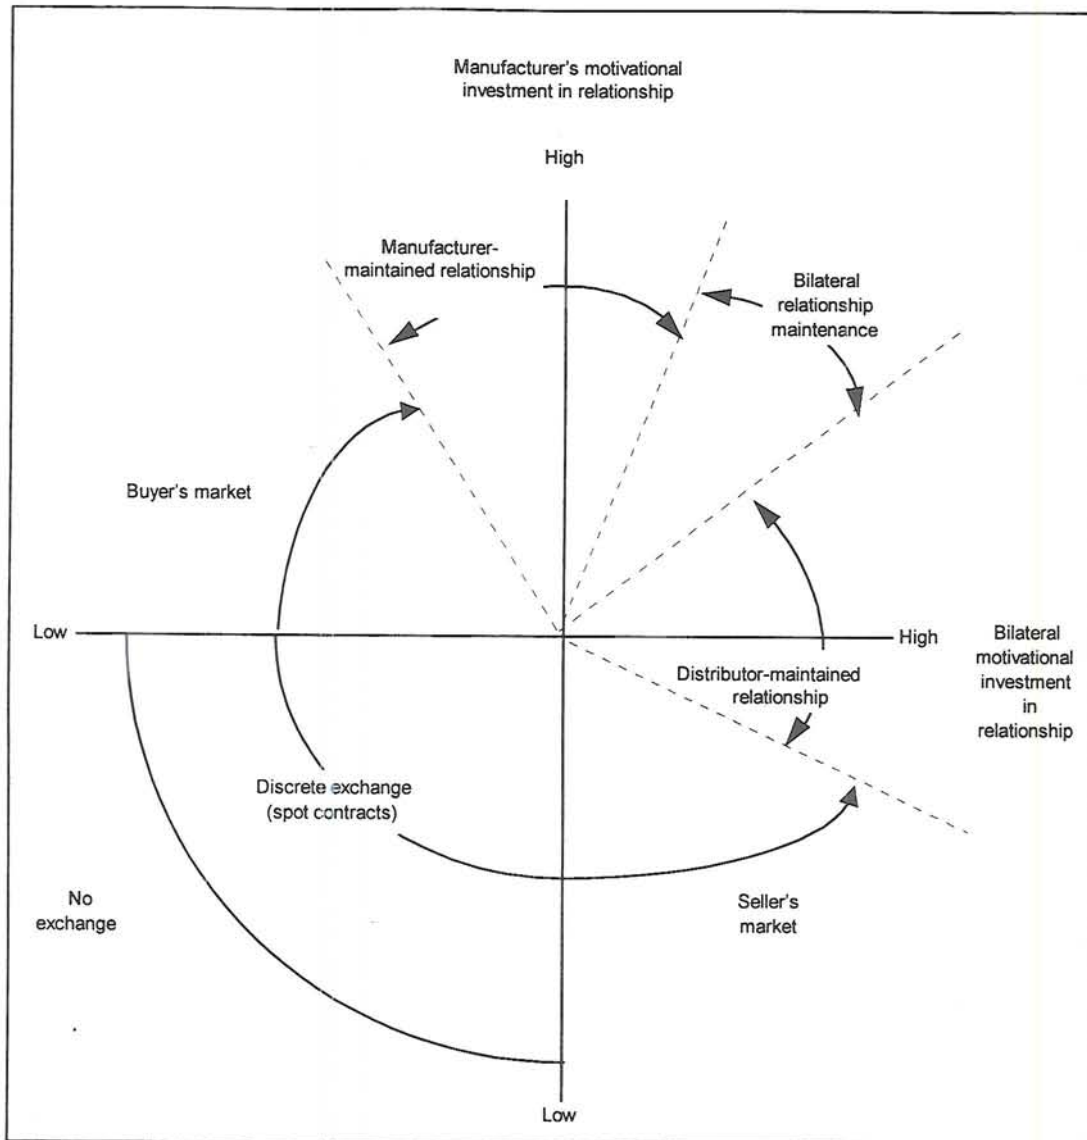 Manufacturer's motivational
investment in relationship
High
Manufacturer-
maintained relationship
Bilateral
relationship
maintenance
Buyer's market
Low
High
Bilateral
motivational
investment
in
relationship
Distributor-maintained
relationship
Discrete exchange
(spot contracts)
No
exchange
Seller's
market
Low